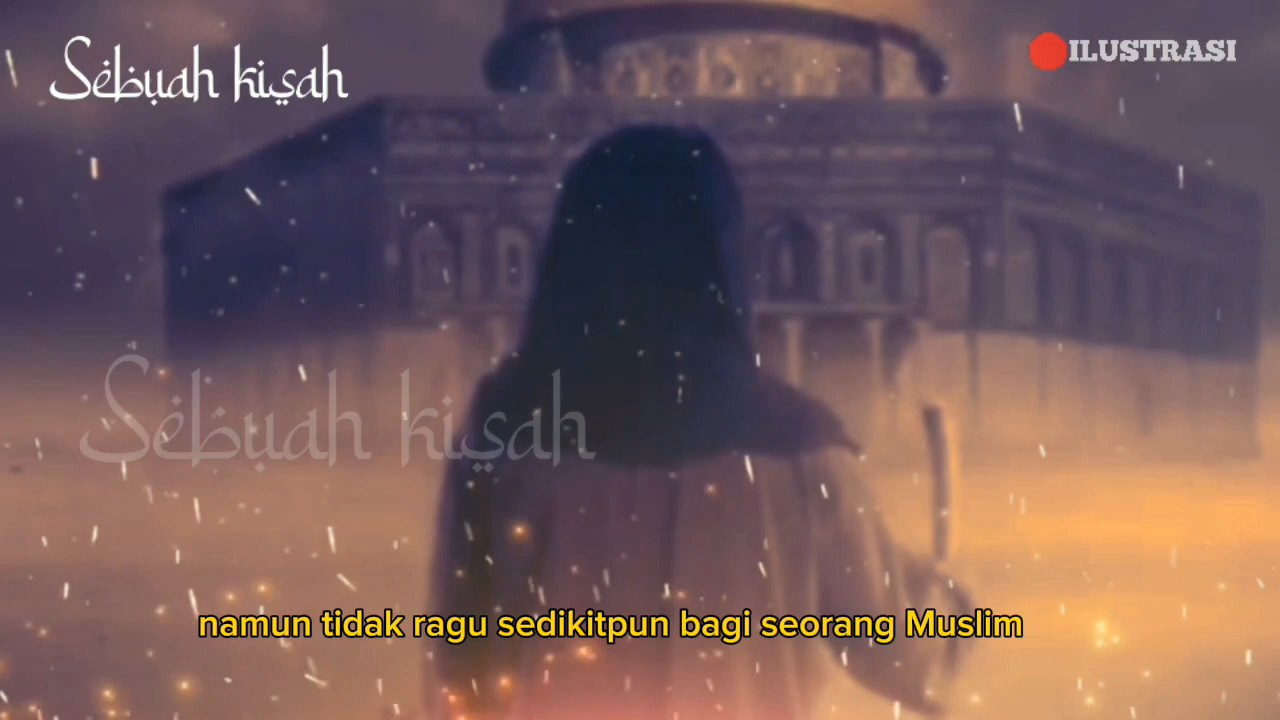 Sebuah kisah
ILUSTRASI
Sebuah kisah
namun tidak ragu sedikitpun bagi seorang Muslim